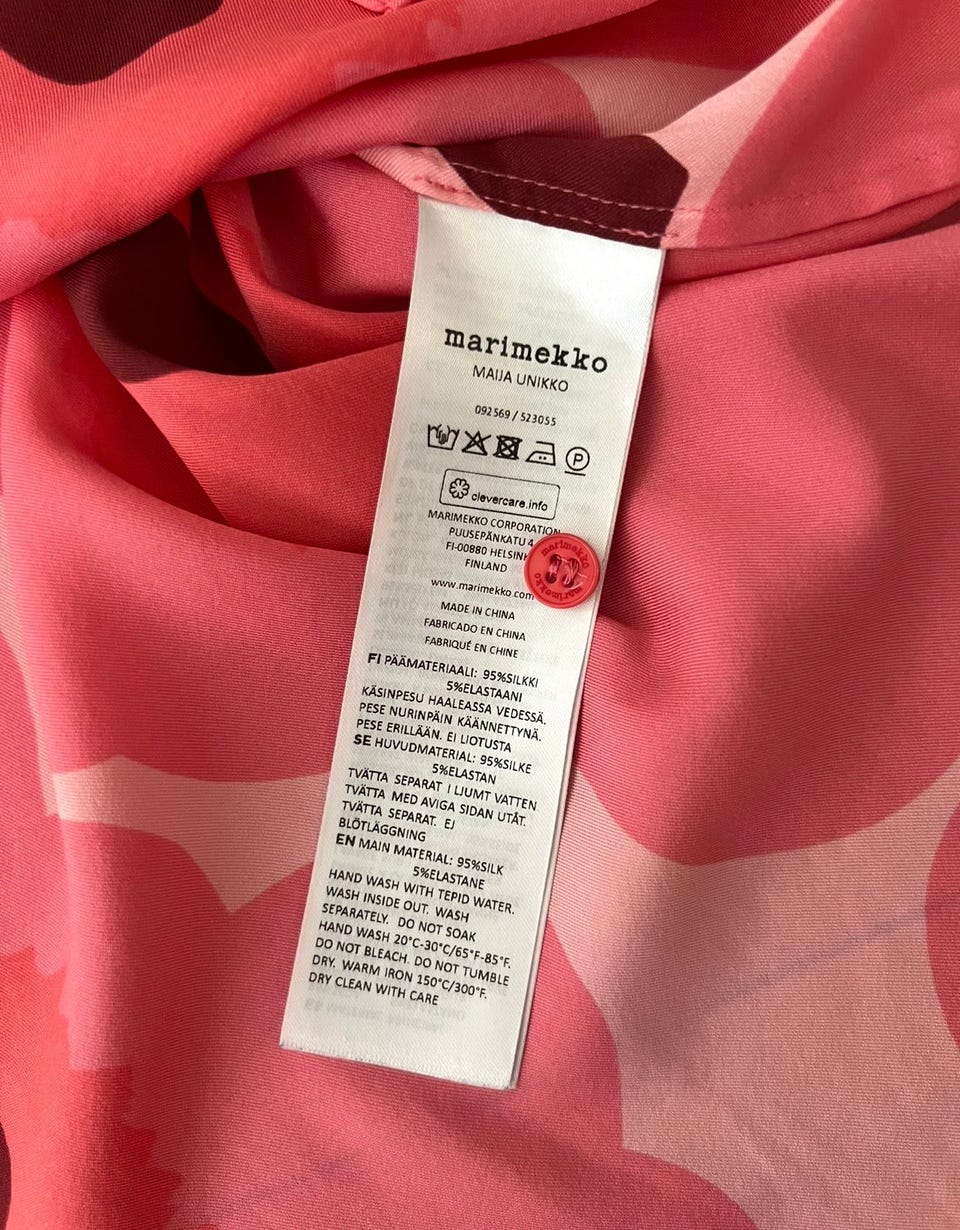 marimekko
MAIJA UNIKKO
092569 / 523055
P
clevercare.info
MARIMEKKO CORPORATION
PUUSEPÄNKATU 4
FI-00880
FINLAND
www.marimekko.com
marimekko
marimekko
MADE IN CHINA
FABRICADO EN CHINA
FABRIQUÉ EN CHINE
FI PÄÄMATERIAALI: 95%SILKKI
5%ELASTAANI
KÄSINPESU HAALEASSA VEDESSÄ.
PESE NURINPÄIN KÄÄNNETTYNÄ.
PESE ERILLÄÄN. EI LIOTUSTA
SE HUVUDMATERIAL: 95%SILKE
5%ELASTAN
TVÄTTA SEPARAT I LJUMT VATTEN
TVÄTTA MED AVIGA SIDAN UTÅT.
TVÄTTA SEPARAT. EJ
BLÖTLÄGGNING
EN MAIN MATERIAL: 95%SILK
5%ELASTANE
HAND WASH WITH TEPID WATER.
WASH INSIDE OUT. WASH
SEPARATELY. DO NOT SOAK
HAND WASH 20°C-30°C/65°F-85°F.
DO NOT BLEACH. DO NOT TUMBLE
DRY. WARM IRON 150°C/300°F.
DRY CLEAN WITH CARE